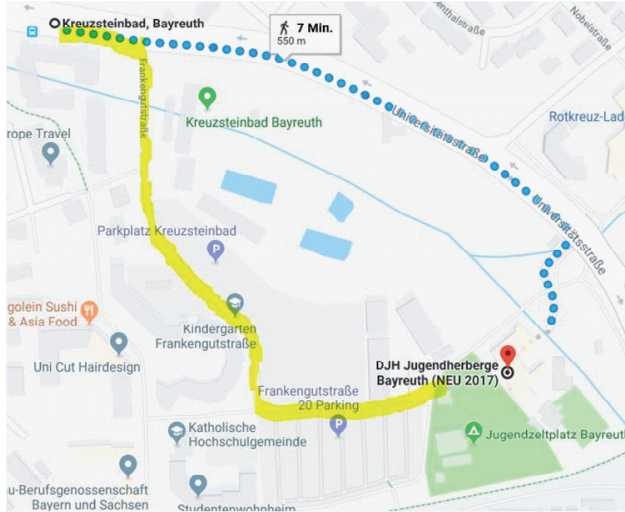 Kreuzsteinbad, Bayreuth
7 Min.
550 m
enthalstraße
Nobelstraße
Frankengutstraße
Kreuzsteinbad Bayreuth
Universitätsstraße
Rotkreuz-Lad
rope Travel
Universitätsstraße
Parkplatz Kreuzsteinbad
P
golein Sushi
& Asia Food
Kindergarten
Frankengutstraße
Uni Cut Hairdesign
DJH Jugendherberge
Bayreuth (NEU 2017)
Frankengutstraße
20 Parking
P
Katholische
Hochschulgemeinde
Jugendzeltplatz Bayreut
u-Berufsgenossenschaft
Bayern und Sachsen
Studentenwohnheim